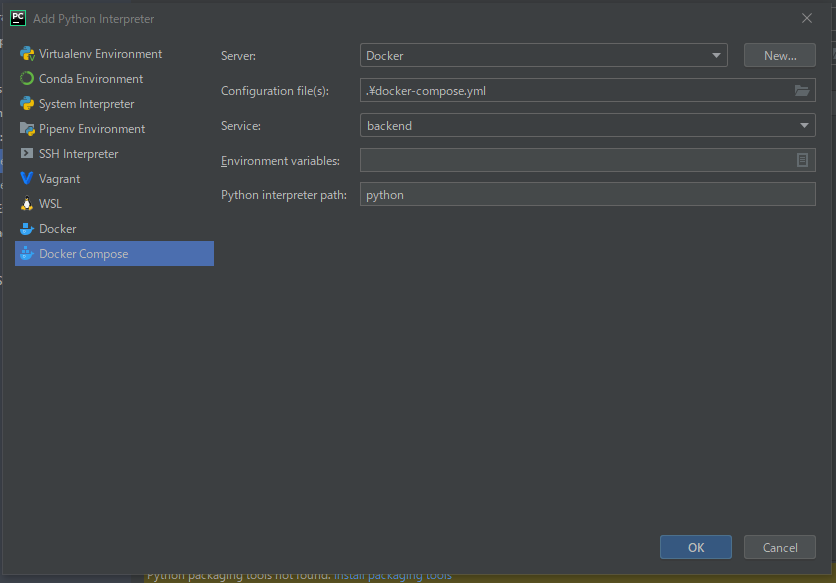 PC Add Python Interpreter
Virtualenv Environment
Conda Environment
System Interpreter
Pipenv Environment
SSH Interpreter
Vagrant
WSL
Docker
Docker Compose
Server: Docker New...
Configuration file(s): .¥docker-compose.yml
Service: backend
Environment variables:
Python interpreter path: python
OK Cancel
Python packaging tools not found. Install packaging tools